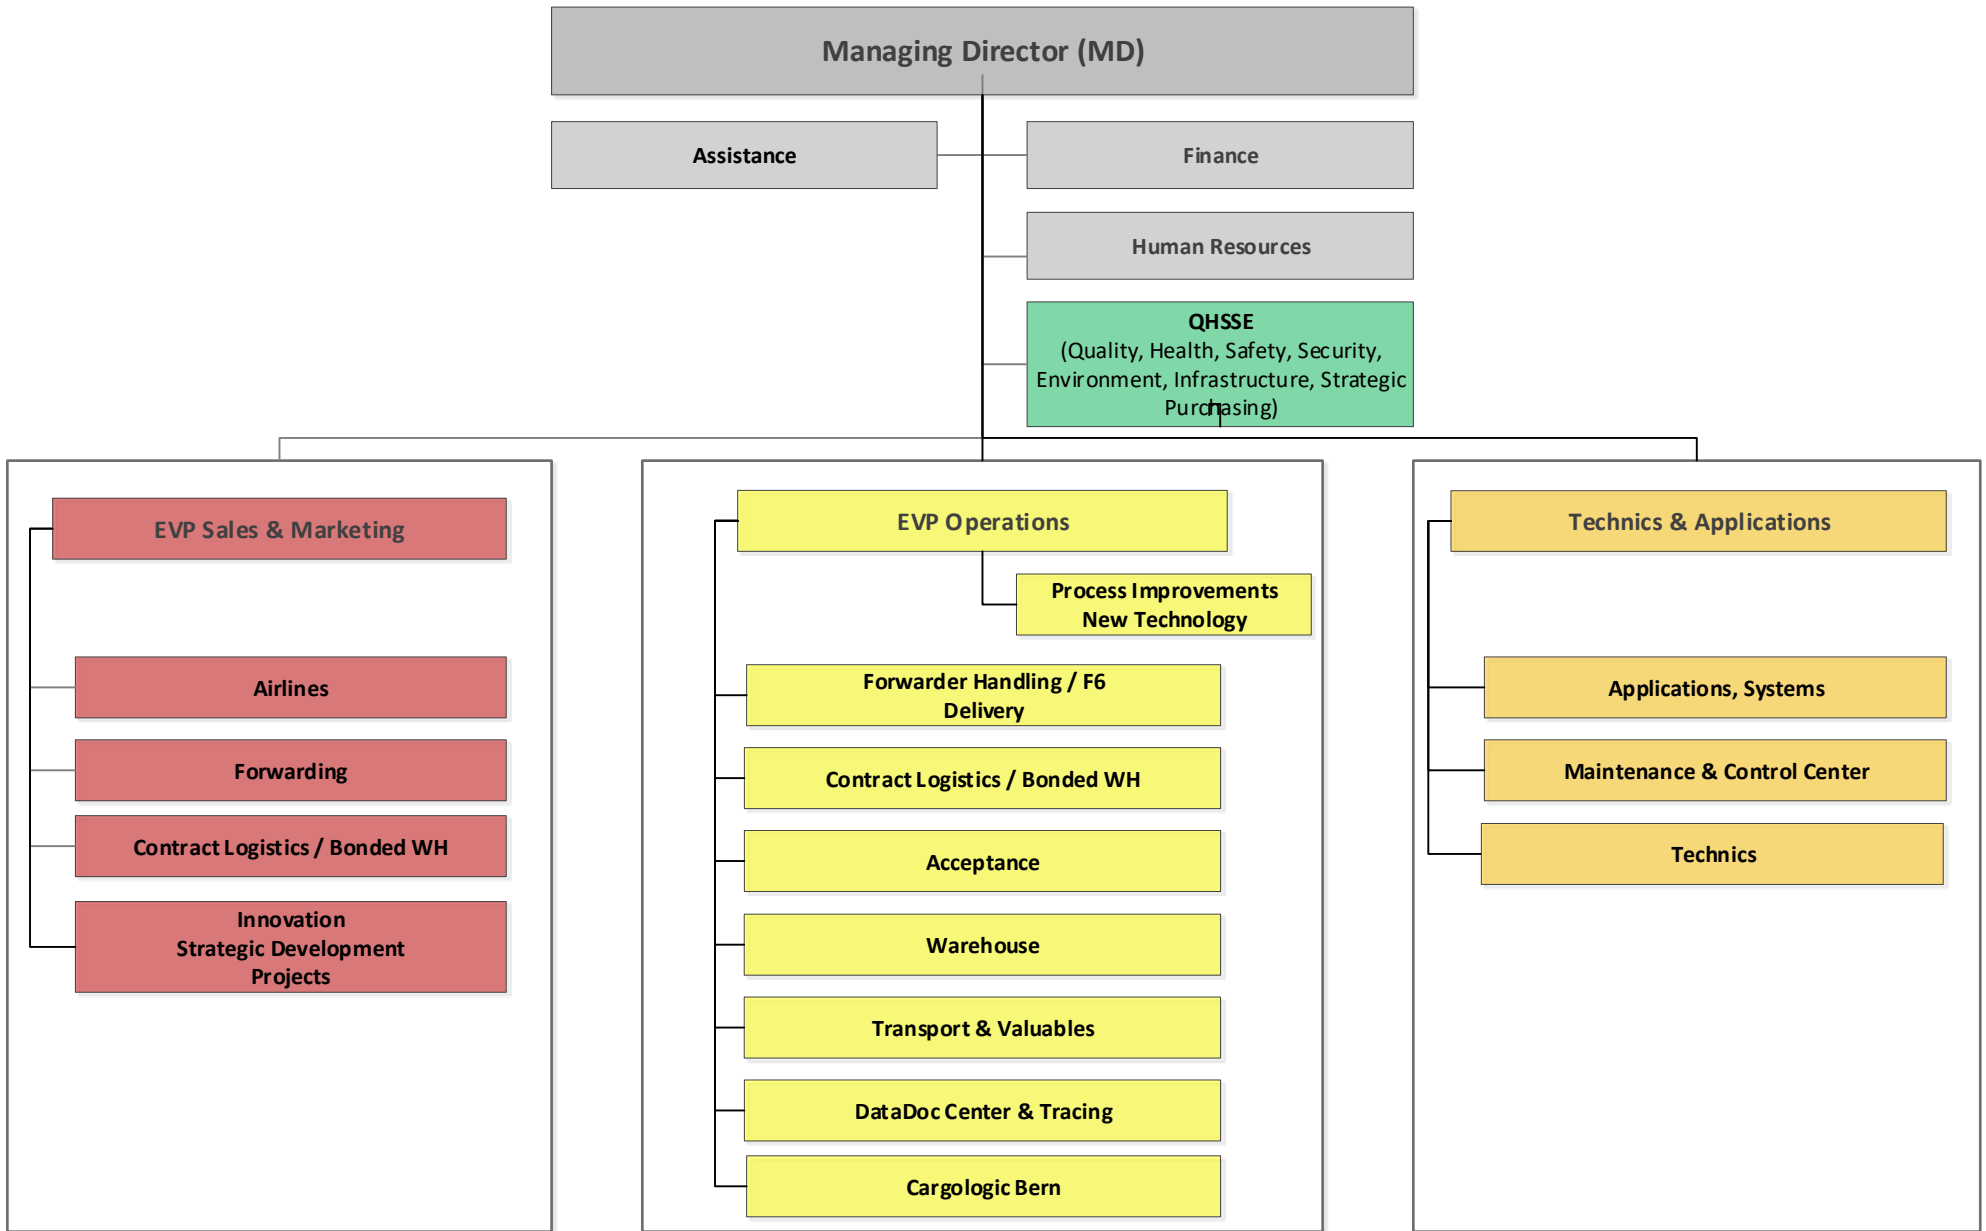 Managing Director (MD)
Assistance
Finance
Human Resources
QHSSE
(Quality, Health, Safety, Security,
Environment, Infrastructure, Strategic
Purchasing)
EVP Sales & Marketing
Airlines
Forwarding
Contract Logistics / Bonded WH
Innovation
Strategic Development
Projects
EVP Operations
Process Improvements
New Technology
Forwarder Handling / F6
Delivery
Contract Logistics / Bonded WH
Acceptance
Warehouse
Transport & Valuables
DataDoc Center & Tracing
Cargologic Bern
Technics & Applications
Applications, Systems
Maintenance & Control Center
Technics